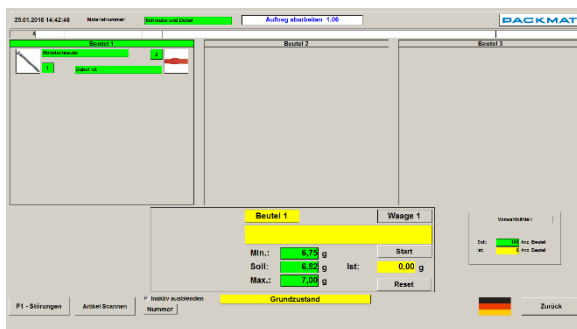 25.01.2016 14:42:48 Materialnummer: Schraube und Dübel Auftrag abarbeiten 1.06 PACKMAT
Beutel 1 Beutel 2 Beutel 3
1 Dübel rot
Beutel 1 Waage 1
Min.: 6,75 g Start
Soll: 6,82 g Ist: 0,00 g
Max.: 7,00 g Reset
Vorwahlzähler:
Soll: Anz. Beutel
Ist: Anz. Beutel
Inaktiv ausblenden Grundzustand
F1 - Störungen Artikel Scannen Nummer Zurück